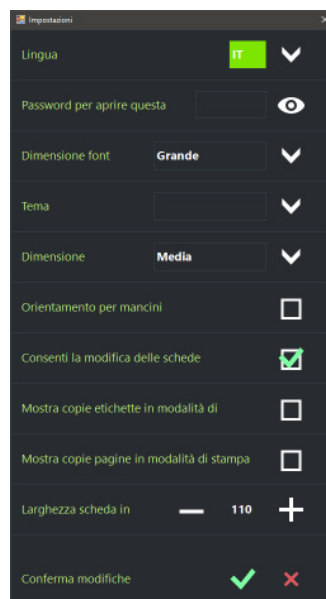 Impostazioni
Lingua IT
Password per aprire questa
Dimensione font Grande
Tema
Dimensione Media
Orientamento per mancini
Consenti la modifica delle schede
Mostra copie etichette in modalità di
Mostra copie pagine in modalità di stampa
Larghezza scheda in 110
Conferma modifiche